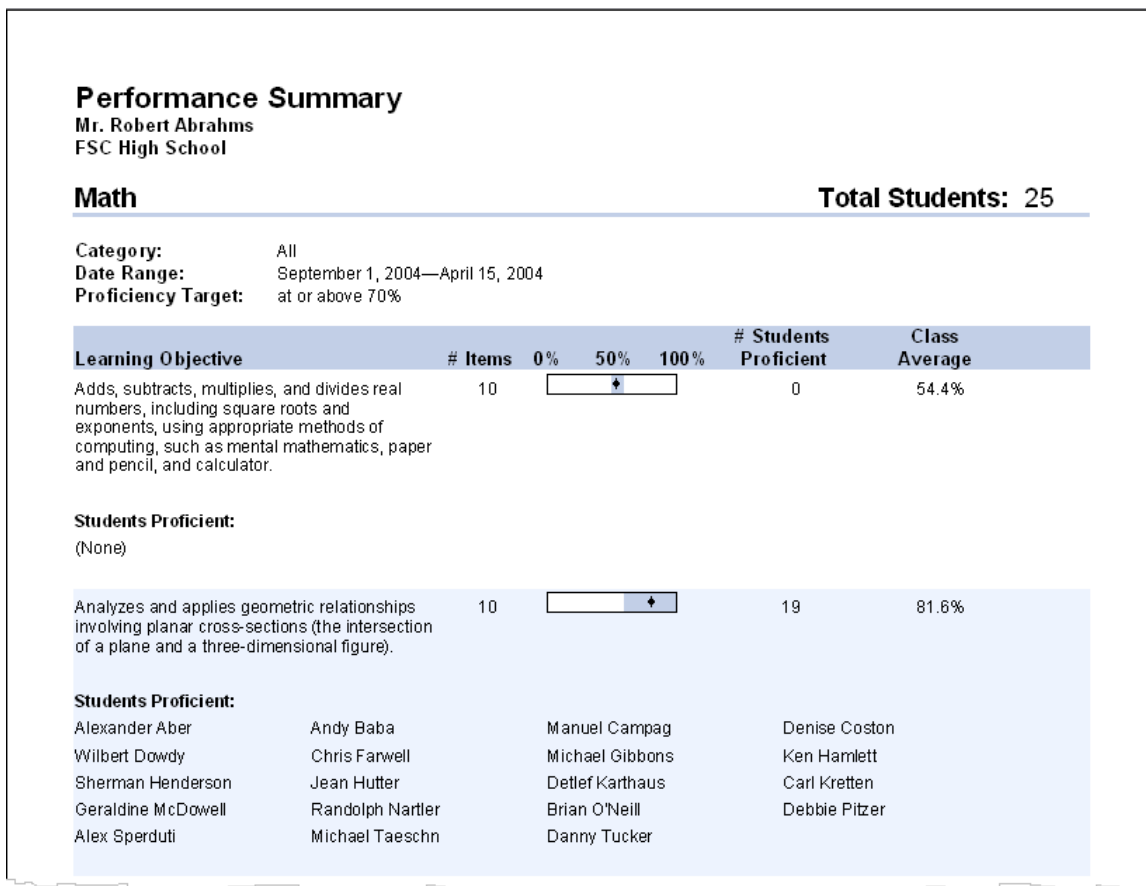 Performance Summary
Mr. Robert Abrahms
FSC High School
Math Total Students: 25
Category: All
Date Range: September 1, 2004—April 15, 2004
Proficiency Target: at or above 70%
# Students Class
Learning Objective # Items 0% 50% 100% Proficient Average
Adds, subtracts, multiplies, and divides real 10 0 54.4%
numbers, including square roots and
exponents, using appropriate methods of
computing, such as mental mathematics, paper
and pencil, and calculator.
Students Proficient:
(None)
Analyzes and applies geometric relationships 10 19 81.6%
involving planar cross-sections (the intersection
of a plane and a three-dimensional figure).
Students Proficient:
Alexander Aber Andy Baba Manuel Campag Denise Coston
Wilbert Dowdy Chris Farwell Michael Gibbons Ken Hamlett
Sherman Henderson Jean Hutter Detlef Karthaus Carl Kretten
Geraldine McDowell Randolph Nartler Brian O'Neill Debbie Pitzer
Alex Sperduti Michael Taeschn Danny Tucker